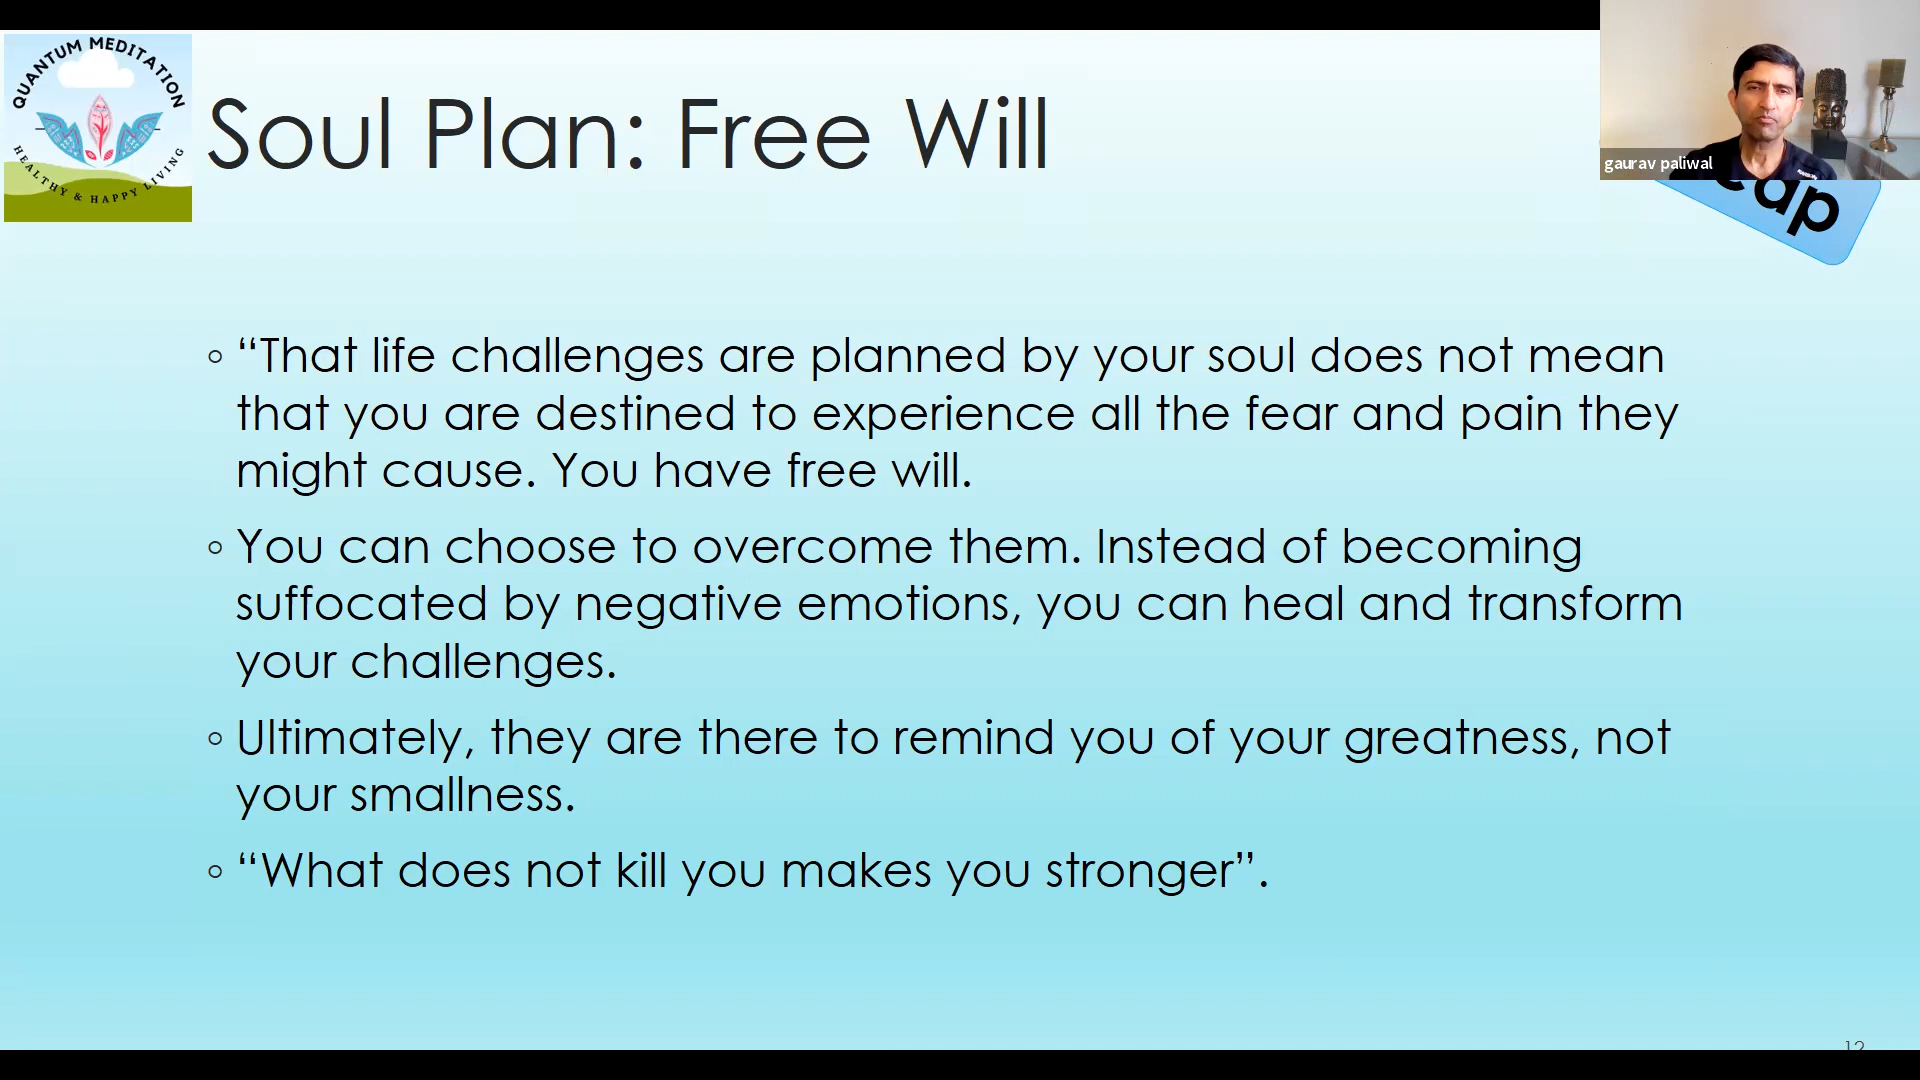 QUANTUM MEDITATION
HEALTHY & HAPPY LIVING
Soul Plan: Free Will
gaurav paliwal
◦ “That life challenges are planned by your soul does not mean
that you are destined to experience all the fear and pain they
might cause. You have free will.
◦ You can choose to overcome them. Instead of becoming
suffocated by negative emotions, you can heal and transform
your challenges.
◦ Ultimately, they are there to remind you of your greatness, not
your smallness.
◦ “What does not kill you makes you stronger”.
12